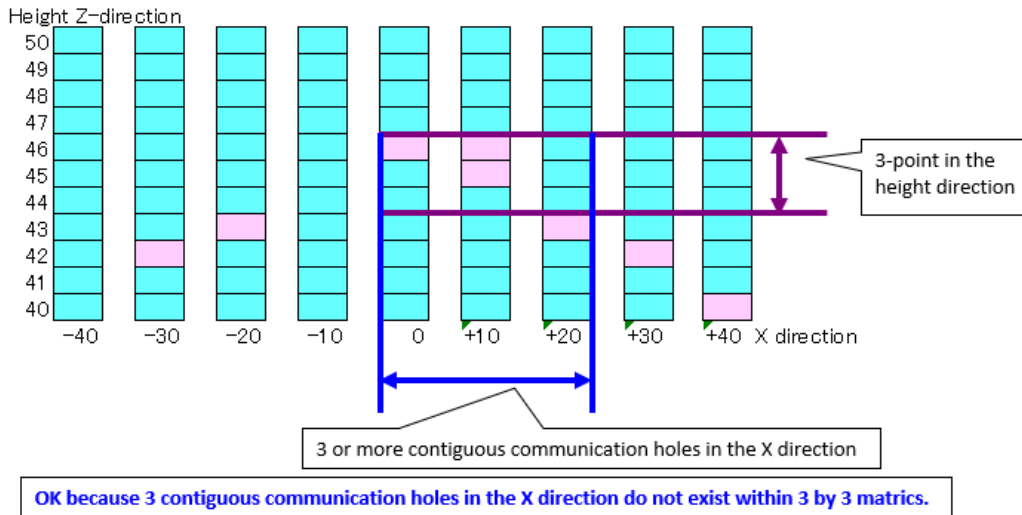 Height Z-direction
50
49
48
47
46
45
44
43
42
41
40
-40 -30 -20 -10 0 +10 +20 +30 +40 X direction
3-point in the
height direction
3 or more contiguous communication holes in the X direction
OK because 3 contiguous communication holes in the X direction do not exist within 3 by 3 matrics.